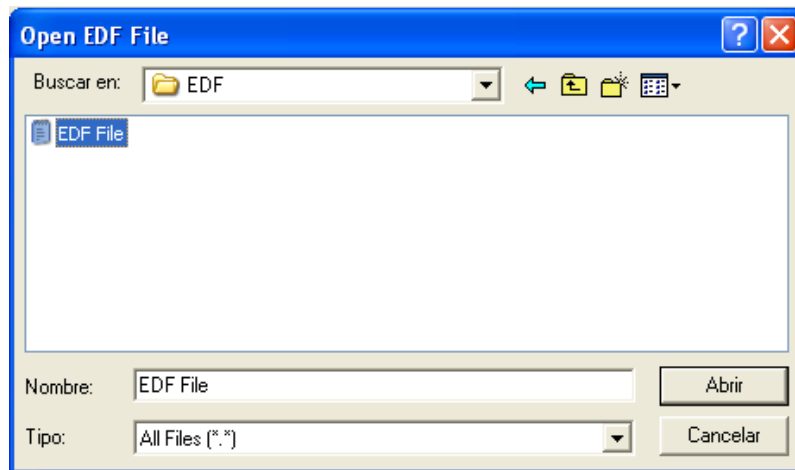 Open EDF File
Buscar en: EDF
EDF File
Nombre: EDF File Abrir
Tipo: All Files (*.*) Cancelar